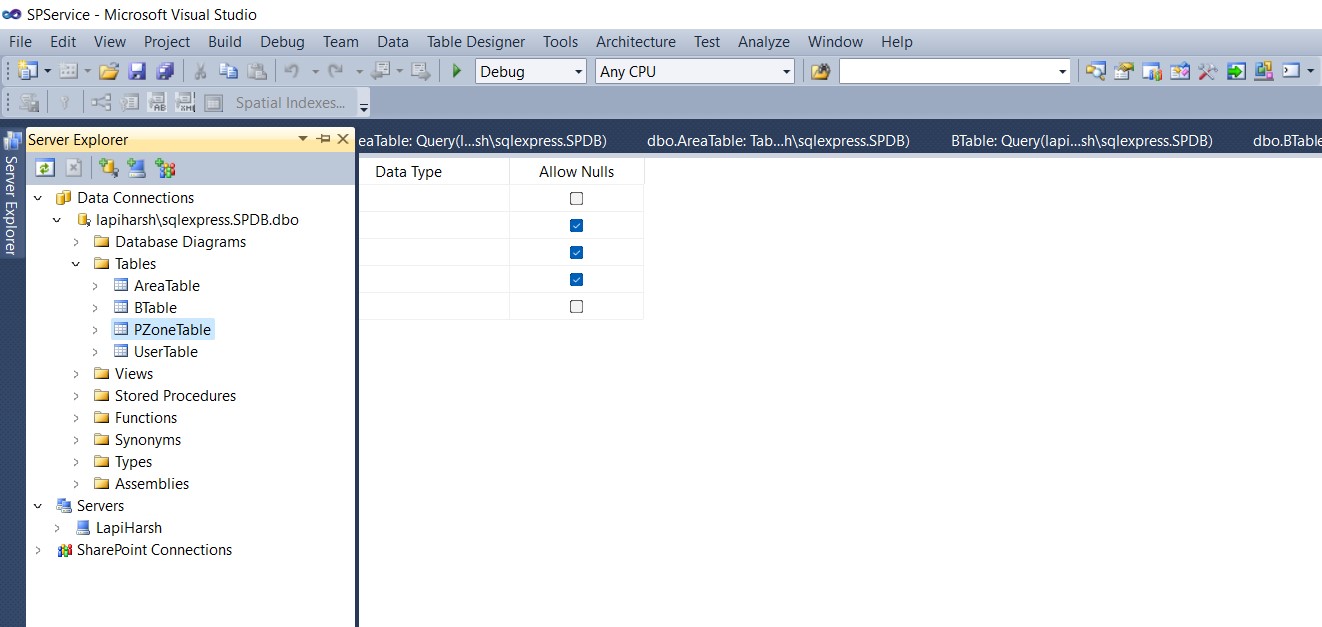 SPService - Microsoft Visual Studio
File Edit View Project Build Debug Team Data Table Designer Tools Architecture Test Analyze Window Help
Debug Any CPU
Spatial Indexes...
Server Explorer
Server Explorer
eaTable: Query(l...sh\sqlexpress.SPDB) dbo.AreaTable: Tab...h\sqlexpress.SPDB) BTable: Query(lapi...sh\sqlexpress.SPDB) dbo.BTable
Data Type Allow Nulls
Data Connections
lapiharsh\sqlexpress.SPDB.dbo
Database Diagrams
Tables
AreaTable
BTable
PZoneTable
UserTable
Views
Stored Procedures
Functions
Synonyms
Types
Assemblies
Servers
LapiHarsh
SharePoint Connections